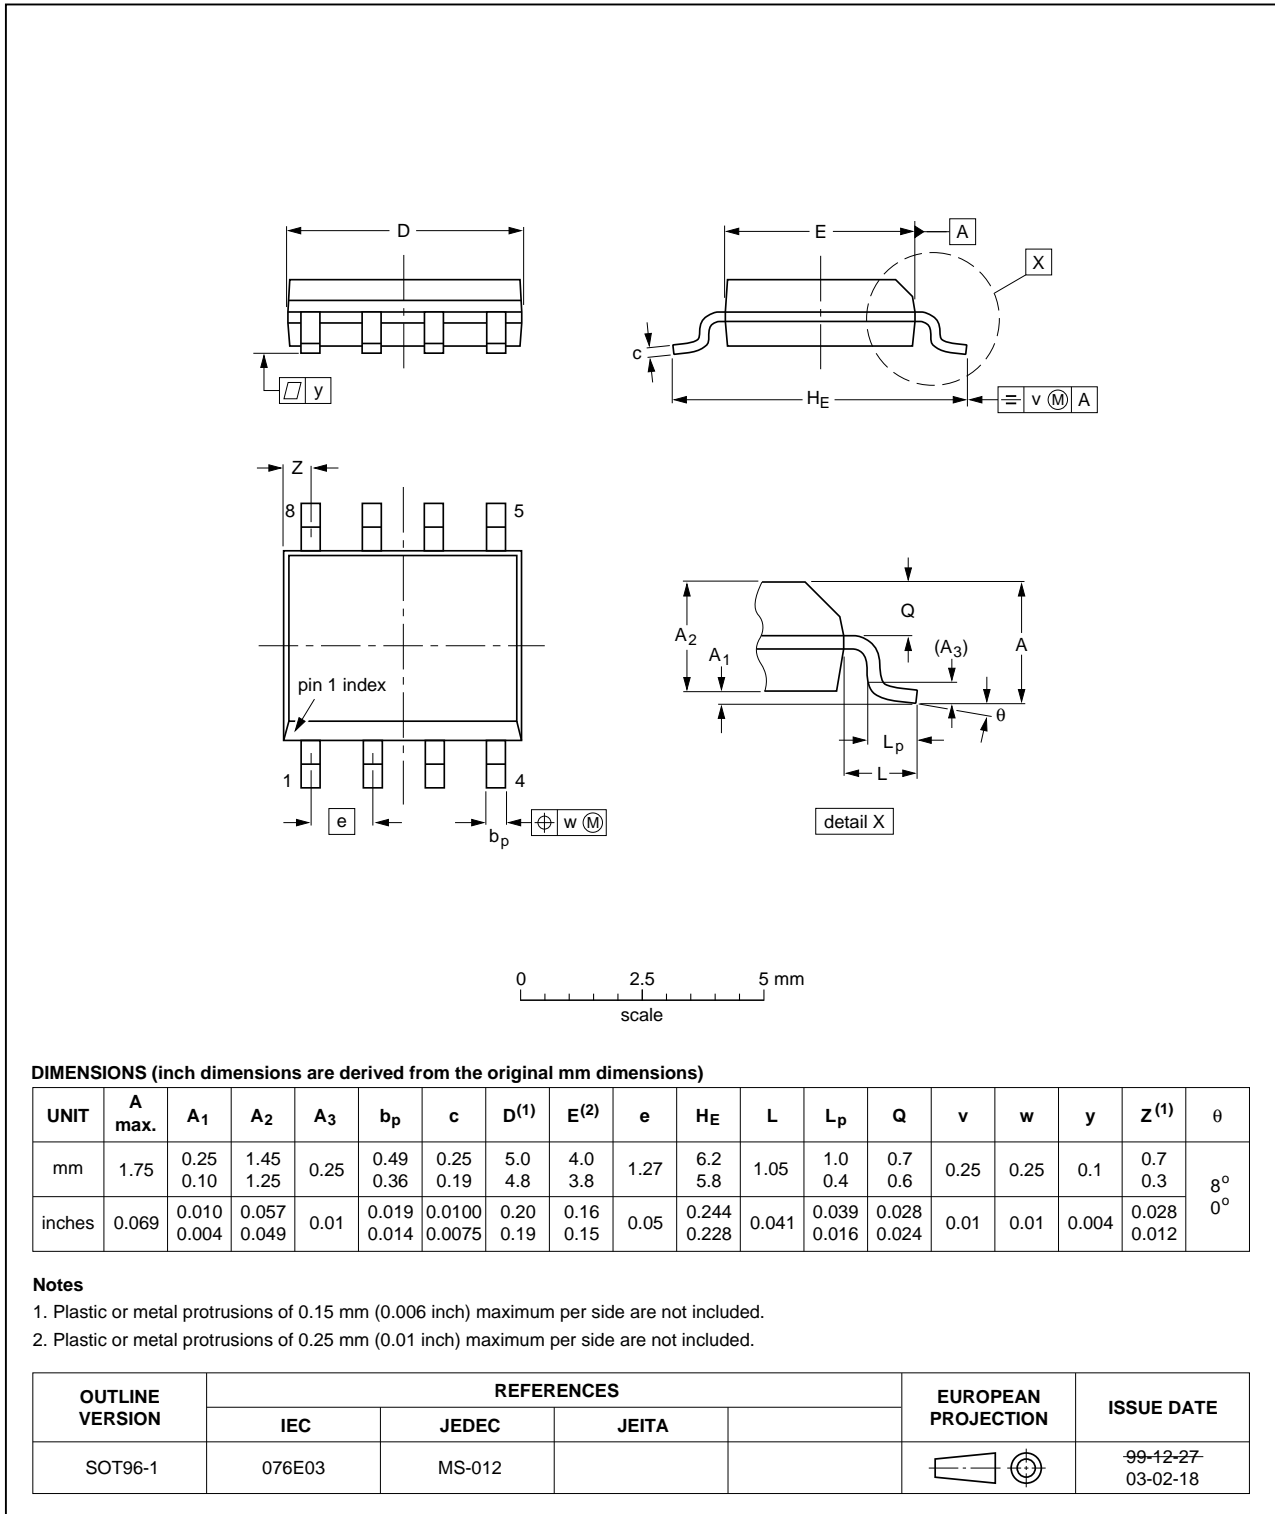 D
E
A
X
c
y
HE
v M A
Z
8
5
pin 1 index
1
4
e
bp
w M
A2
A1
Q
(A3)
A
θ
Lp
L
detail X
0 2.5 5 mm
scale
DIMENSIONS (inch dimensions are derived from the original mm dimensions)
UNIT A max. A1 A2 A3 bp c D(1) E(2) e HE L Lp Q v w y Z(1) θ
mm 1.75 0.25 0.10 1.45 1.25 0.25 0.49 0.36 0.25 0.19 5.0 4.8 4.0 3.8 1.27 6.2 5.8 1.05 1.0 0.4 0.7 0.6 0.25 0.25 0.1 0.7 0.3 8° 0°
inches 0.069 0.010 0.004 0.057 0.049 0.01 0.019 0.014 0.0100 0.0075 0.20 0.19 0.16 0.15 0.05 0.244 0.228 0.041 0.039 0.016 0.028 0.024 0.01 0.01 0.004 0.028 0.012
Notes
1. Plastic or metal protrusions of 0.15 mm (0.006 inch) maximum per side are not included.
2. Plastic or metal protrusions of 0.25 mm (0.01 inch) maximum per side are not included.
OUTLINE VERSION REFERENCES EUROPEAN PROJECTION ISSUE DATE
IEC JEDEC JEITA
SOT96-1 076E03 MS-012 99-12-27
03-02-18